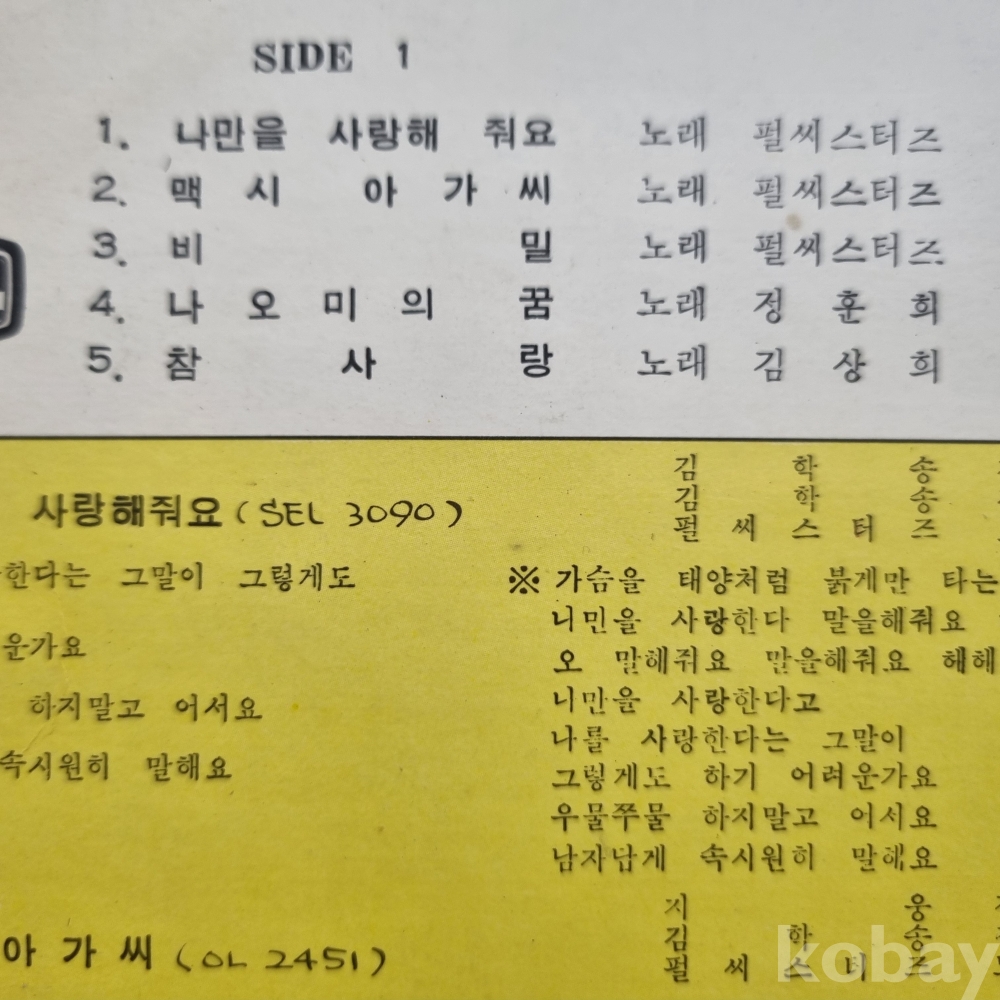 SIDE 1
1. 나만을 사랑해 줘요 노래 펄씨스터즈
2. 맥시 아가씨 노래 펄씨스터즈
3. 비밀 노래 펄씨스터즈
4. 나오미의 꿈 노래 정훈희
5. 참사랑 노래 김상희
김학송
김학송
사랑해줘요 (SEL 3090)
펄씨스터즈
한다는 그말이 그렇게도
운가요
하지말고 어서요
속시원히 말해요
※ 가슴을 태양처럼 붉게만 타는
니민을 사랑한다 말을해줘요
오 말해줘요 말을해줘요 헤헤
니만을 사랑한다고
나를 사랑한다는 그말이
그렇게도 하기 어려운가요
우물쭈물 하지말고 어서요
남자답게 속시원히 말해요
지웅
김학송
아가씨 (OL 2451)
펄씨스터즈
kobay